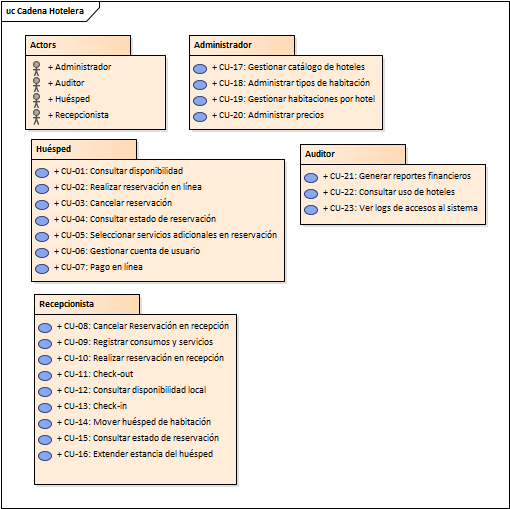 uc Cadena Hotelera
Actors
+ Administrador
+ Auditor
+ Huésped
+ Recepcionista
Administrador
+ CU-17: Gestionar catálogo de hoteles
+ CU-18: Administrar tipos de habitación
+ CU-19: Gestionar habitaciones por hotel
+ CU-20: Administrar precios
Huésped
+ CU-01: Consultar disponibilidad
+ CU-02: Realizar reservación en línea
+ CU-03: Cancelar reservación
+ CU-04: Consultar estado de reservación
+ CU-05: Seleccionar servicios adicionales en reservación
+ CU-06: Gestionar cuenta de usuario
+ CU-07: Pago en línea
Auditor
+ CU-21: Generar reportes financieros
+ CU-22: Consultar uso de hoteles
+ CU-23: Ver logs de accesos al sistema
Recepcionista
+ CU-08: Cancelar Reservación en recepción
+ CU-09: Registrar consumos y servicios
+ CU-10: Realizar reservación en recepción
+ CU-11: Check-out
+ CU-12: Consultar disponibilidad local
+ CU-13: Check-in
+ CU-14: Mover huésped de habitación
+ CU-15: Consultar estado de reservación
+ CU-16: Extender estancia del huésped